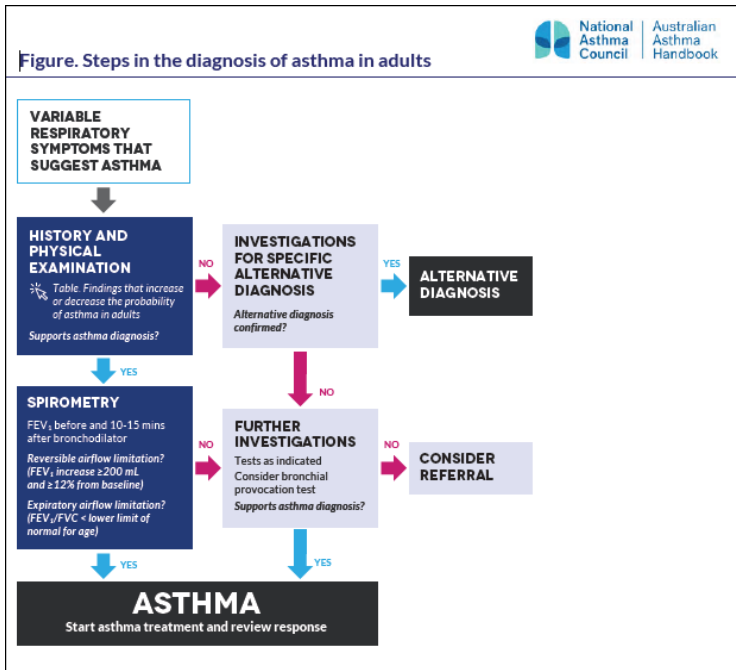 Figure. Steps in the diagnosis of asthma in adults
National
Asthma
Council
Australian
Asthma
Handbook
VARIABLE
RESPIRATORY
SYMPTOMS THAT
SUGGEST ASTHMA
HISTORY AND
PHYSICAL
EXAMINATION
Table. Findings that increase
or decrease the probability
of asthma in adults
Supports asthma diagnosis?
NO
INVESTIGATIONS
FOR SPECIFIC
ALTERNATIVE
DIAGNOSIS
Alternative diagnosis
confirmed?
YES
ALTERNATIVE
DIAGNOSIS
YES
NO
SPIROMETRY
FEV₁ before and 10-15 mins
after bronchodilator
Reversible airflow limitation?
(FEV₁ increase ≥200 mL
and ≥12% from baseline)
Expiratory airflow limitation?
(FEV₁/FVC < lower limit of
normal for age)
NO
FURTHER
INVESTIGATIONS
Tests as indicated
Consider bronchial
provocation test
Supports asthma diagnosis?
NO
CONSIDER
REFERRAL
YES
YES
ASTHMA
Start asthma treatment and review response